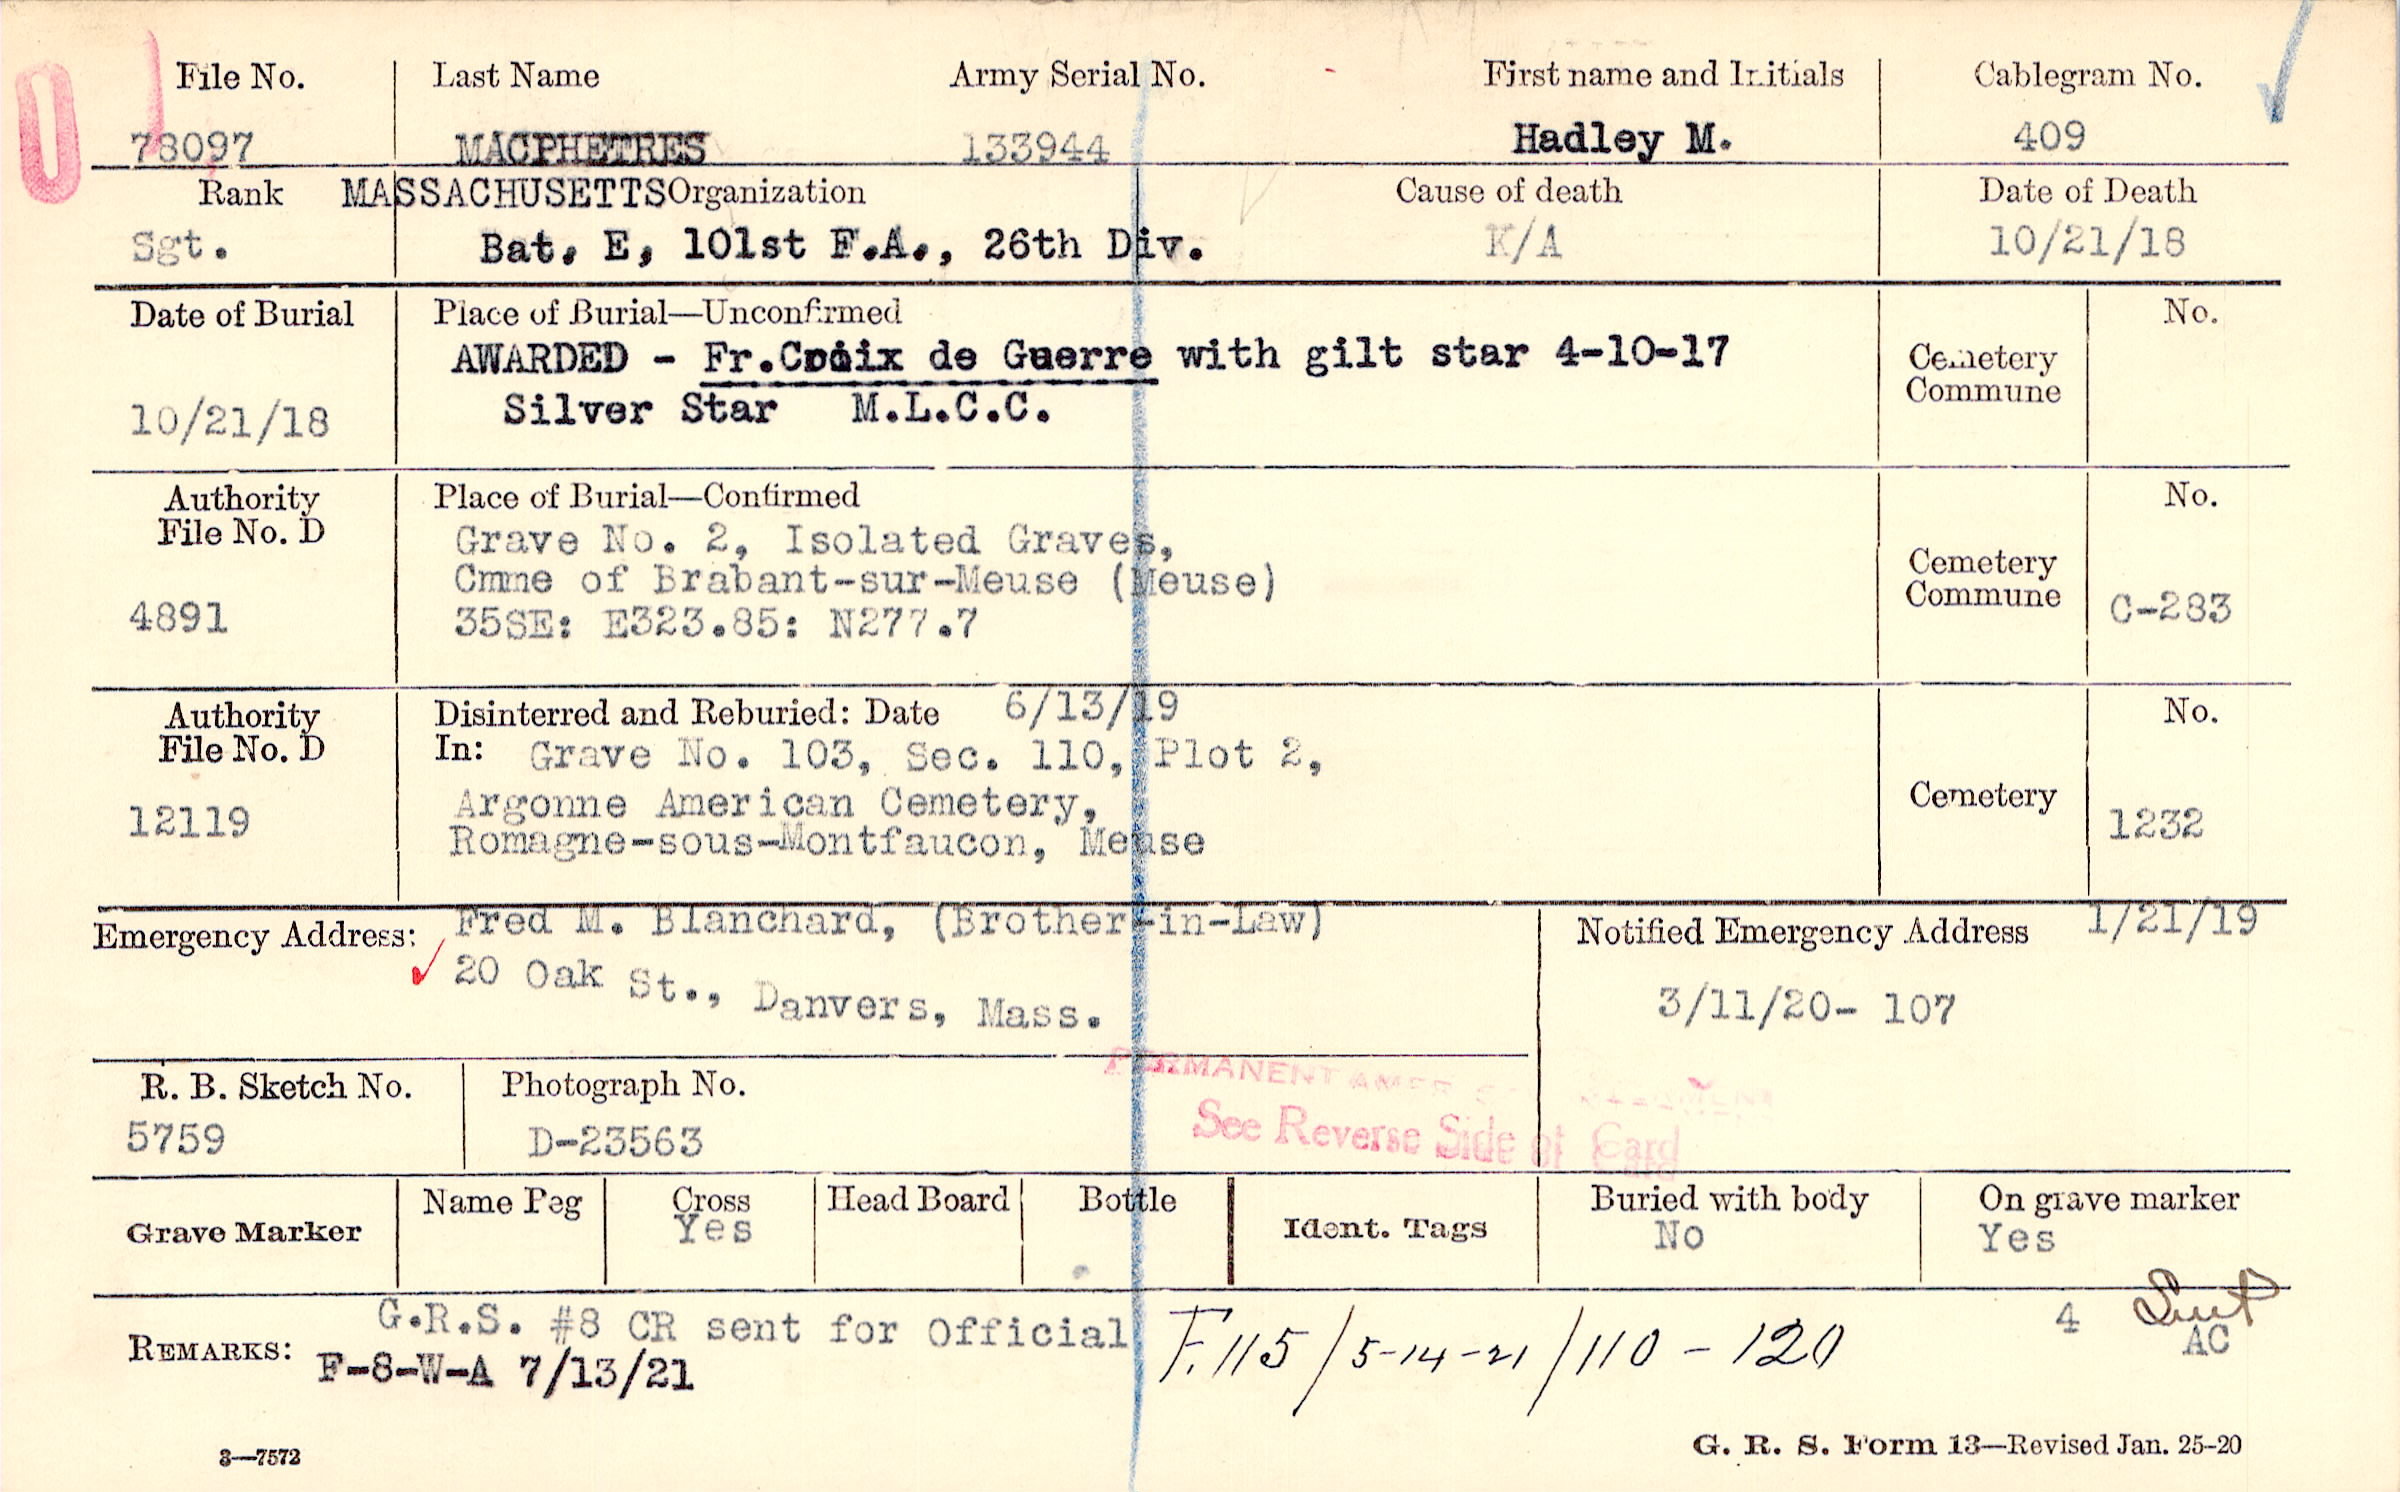 File No. Last Name Army Serial No. First name and Initials Cablegram No.
78097 MACPHETRES 133944 Hadley M. 409
Rank MASSACHUSETTS Organization Cause of death Date of Death
Sgt. Bat. E, 101st F.A., 26th Div. K/A 10/21/18
Date of Burial Place of Burial—Unconfirmed No.
AWARDED - Fr.Croix de Guerre with gilt star 4-10-17 Cemetery
Commune
10/21/18 Silver Star M.L.C.C.
Authority Place of Burial—Confirmed No.
File No. D Grave No. 2, Isolated Graves,
Cmne of Brabant-sur-Meuse (Meuse) Cemetery
Commune C-283
4891 35SE: E323.85: N277.7
Authority Disinterred and Reburied: Date 6/13/19 No.
File No. D In: Grave No. 103, Sec. 110, Plot 2,
12119 Argonne American Cemetery, Cemetery 1232
Romagne-sous-Montfaucon, Meuse
Emergency Address: Fred M. Blanchard, (Brother-in-Law) Notified Emergency Address 1/21/19
20 Oak St., Danvers, Mass. 3/11/20- 107
R. B. Sketch No. Photograph No. PERMANENT AMER
5759 D-23563 See Reverse Side of Card
Grave Marker Name Peg Cross Head Board Bottle Ident. Tags Buried with body On grave marker
Yes No Yes
REMARKS: G.R.S. #8 CR sent for Official F.115/5-14-21/110-120 4
AC
F-8-W-A 7/13/21
3—7572 G. R. S. Form 13—Revised Jan. 25-20